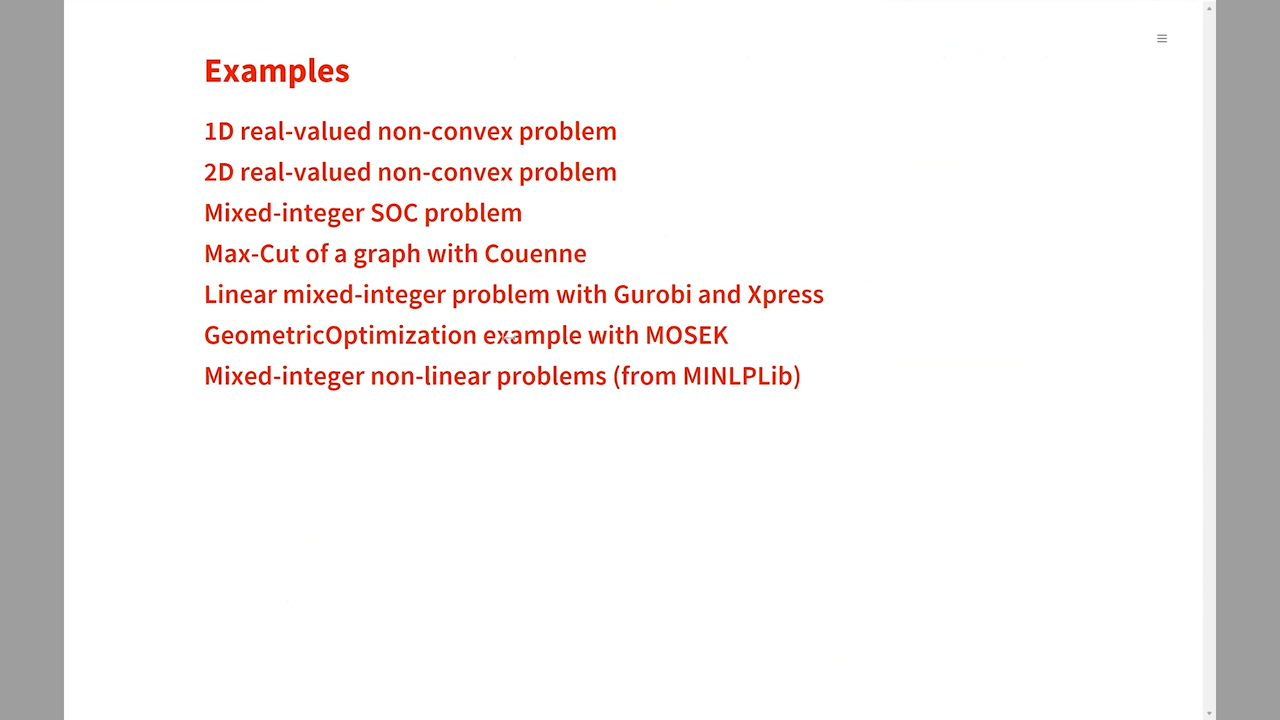 Examples
1D real-valued non-convex problem
2D real-valued non-convex problem
Mixed-integer SOC problem
Max-Cut of a graph with Couenne
Linear mixed-integer problem with Gurobi and Xpress
GeometricOptimization example with MOSEK
Mixed-integer non-linear problems (from MINLPLib)